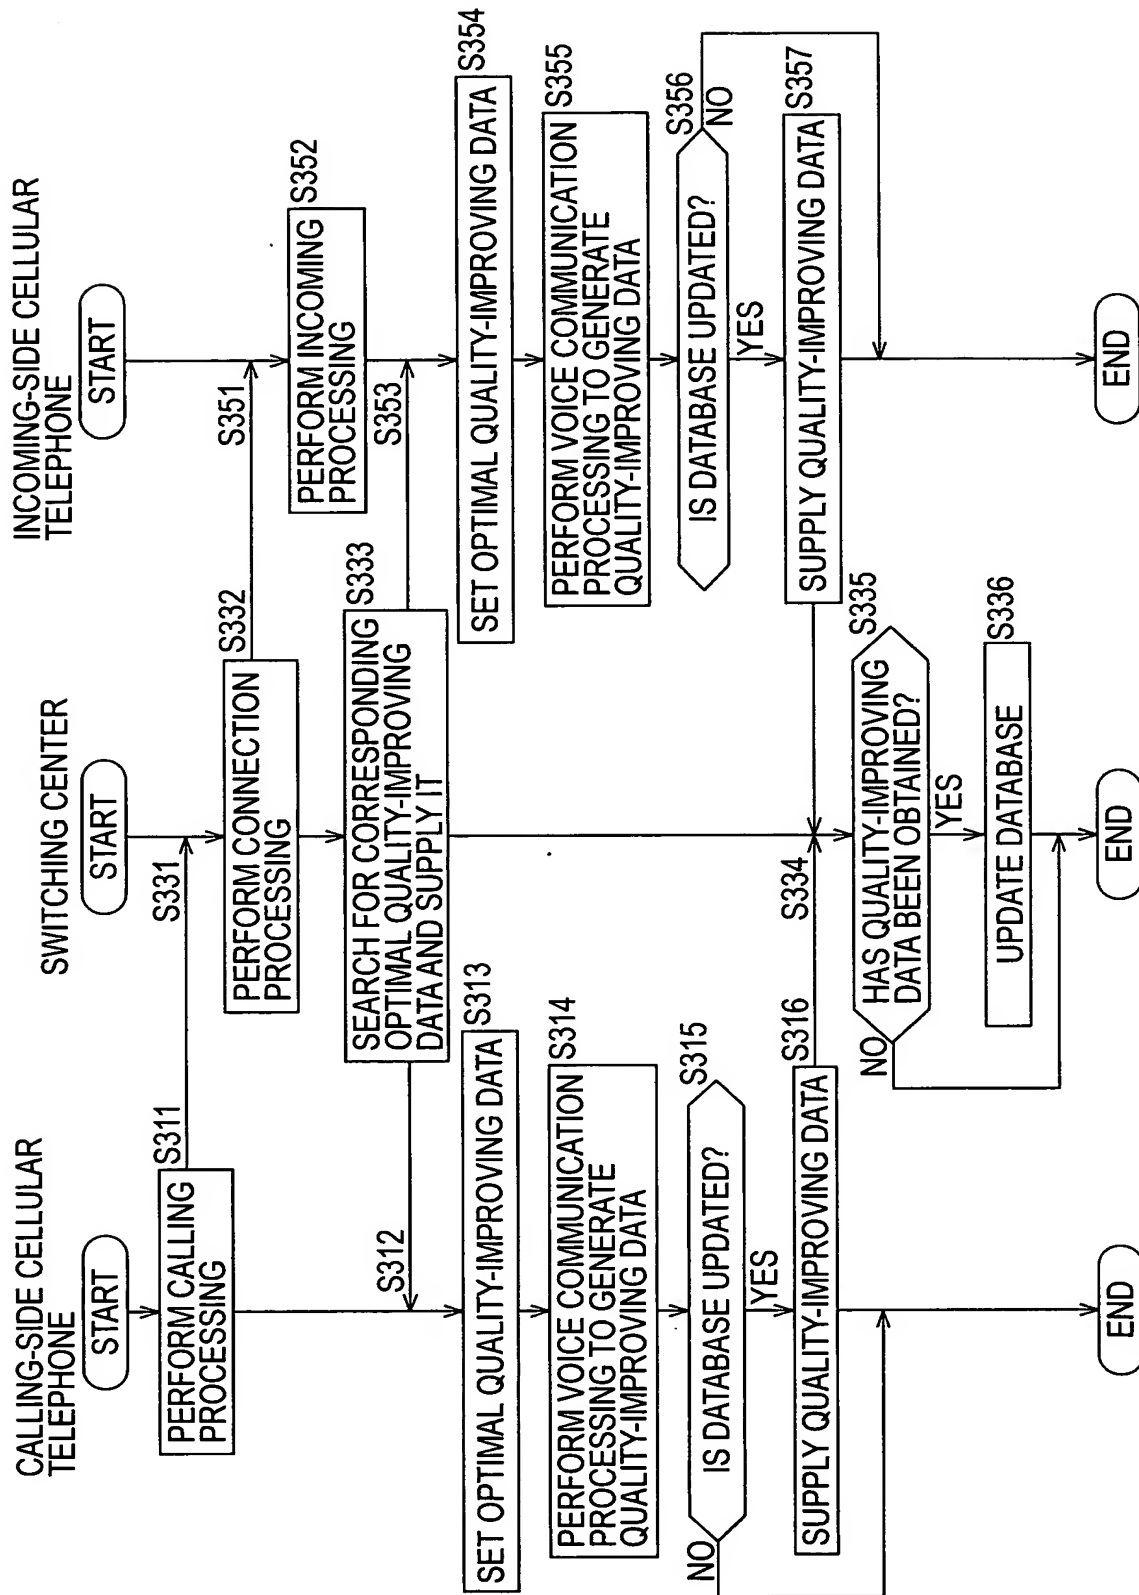 CALLING-SIDE CELLULAR
TELEPHONE
START
PERFORM CALLING
PROCESSING
S311
S312
SET OPTIMAL QUALITY-IMPROVING DATA
S313
PERFORM VOICE COMMUNICATION
PROCESSING TO GENERATE
QUALITY-IMPROVING DATA
S314
IS DATABASE UPDATED?
S315
NO
YES
SUPPLY QUALITY-IMPROVING DATA
S316
END
SWITCHING CENTER
START
S331
PERFORM CONNECTION
PROCESSING
S332
SEARCH FOR CORRESPONDING
OPTIMAL QUALITY-IMPROVING
DATA AND SUPPLY IT
S333
S334
HAS QUALITY-IMPROVING
DATA BEEN OBTAINED?
S335
NO
YES
UPDATE DATABASE
S336
END
INCOMING-SIDE CELLULAR
TELEPHONE
START
S351
PERFORM INCOMING
PROCESSING
S352
S353
SET OPTIMAL QUALITY-IMPROVING DATA
S354
PERFORM VOICE COMMUNICATION
PROCESSING TO GENERATE
QUALITY-IMPROVING DATA
S355
IS DATABASE UPDATED?
S356
NO
YES
SUPPLY QUALITY-IMPROVING DATA
S357
END